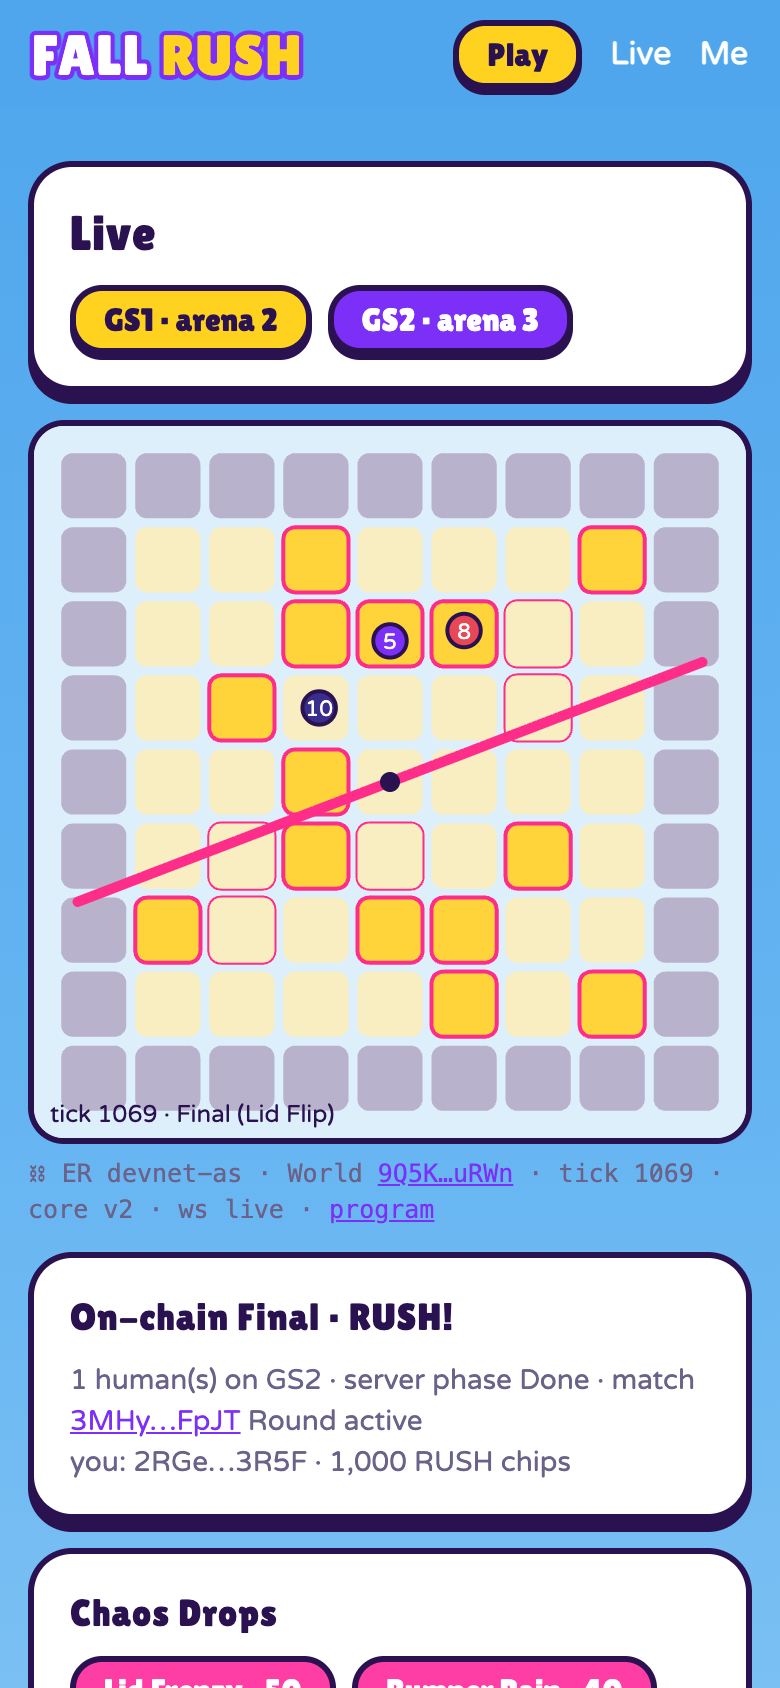 FALL RUSH
Play
Live
Me
Live
GS1 · arena 2
GS2 · arena 3
5
8
10
tick 1069 · Final (Lid Flip)
⛓ ER devnet-as · World 9Q5K…uRWn · tick 1069 ·
core v2 · ws live · program
On-chain Final · RUSH!
1 human(s) on GS2 · server phase Done · match
3MHy…FpJT Round active
you: 2RGe…3R5F · 1,000 RUSH chips
Chaos Drops